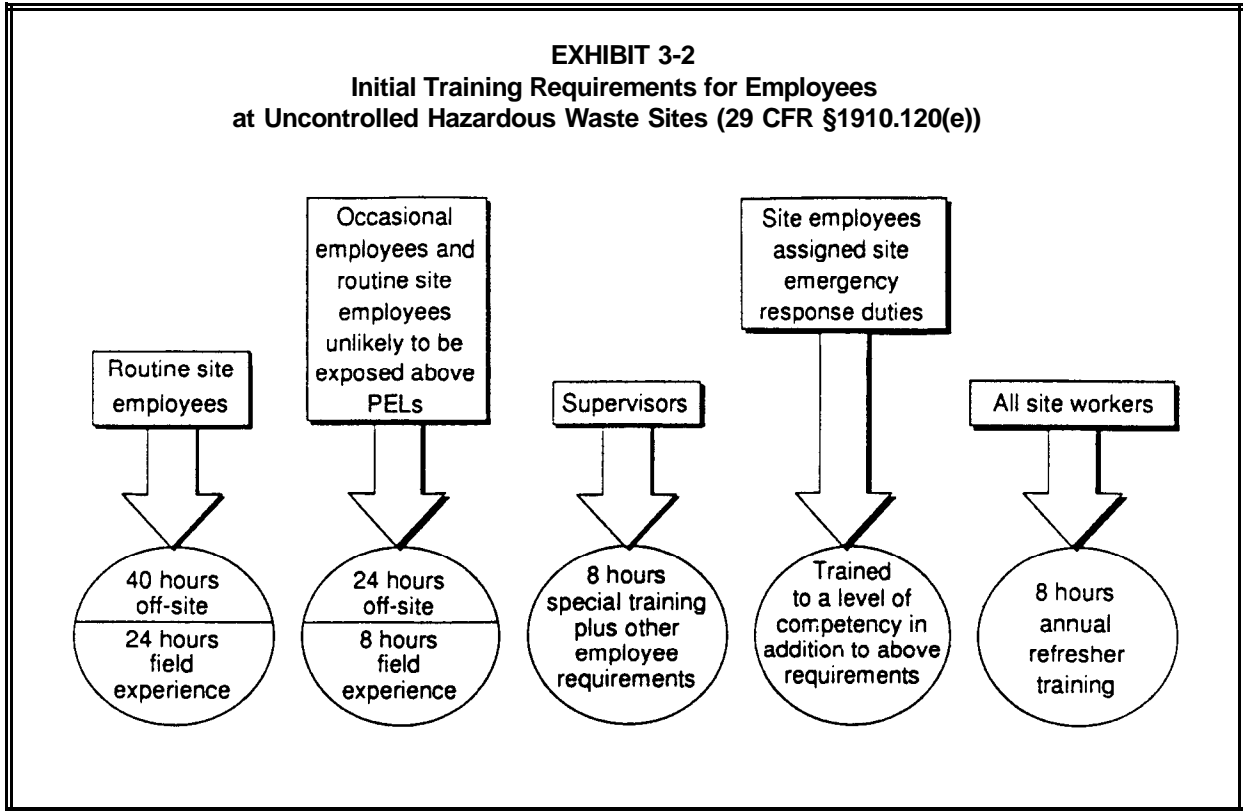 EXHIBIT 3-2
Initial Training Requirements for Employees
at Uncontrolled Hazardous Waste Sites (29 CFR §1910.120(e))
Routine site
employees
Occasional
employees and
routine site
employees
unlikely to be
exposed above
PELs
Supervisors
Site employees
assigned site
emergency
response duties
All site workers
40 hours
off-site
24 hours
field
experience
24 hours
off-site
8 hours
field
experience
8 hours
special training
plus other
employee
requirements
Trained
to a level of
competency in
addition to above
requirements
8 hours
annual
refresher
training